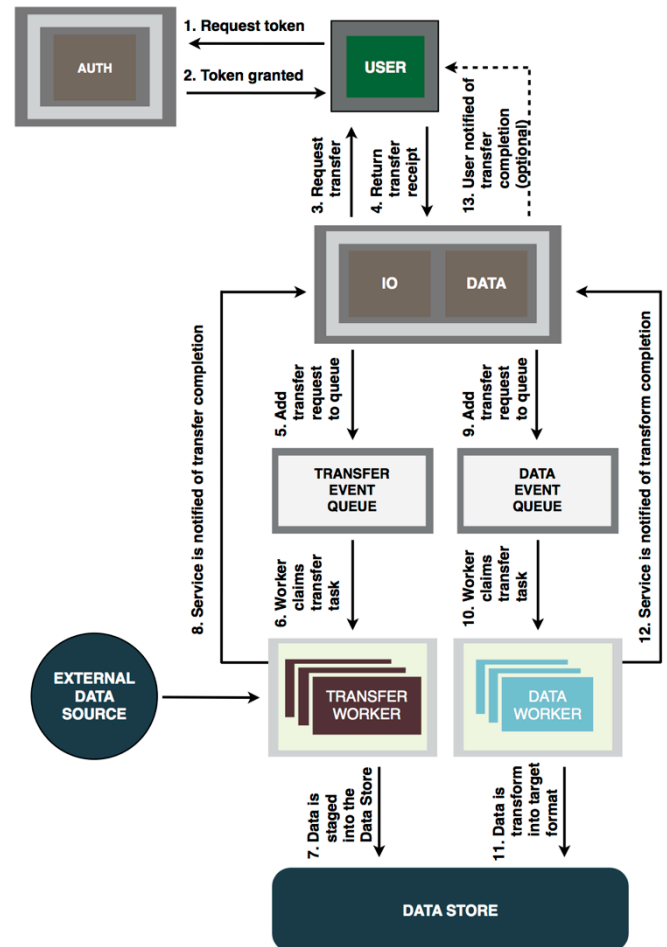 1. Request token
AUTH
USER
2. Token granted
3. Request
transfer
4. Return
transfer
receipt
13. User notified of
transfer
completion
(optional)
IO
DATA
8. Service is notified of transfer completion
5. Add
transfer
request
to queue
9. Add
transfer
request
to queue
12. Service is notified of transform completion
TRANSFER
EVENT
QUEUE
DATA
EVENT
QUEUE
6. Worker
claims
transfer
task
10. Worker
claims
transfer
task
EXTERNAL
DATA
SOURCE
TRANSFER
WORKER
DATA
WORKER
7. Data is
staged
into the
Data Store
11. Data is
transform
into target
format
DATA STORE